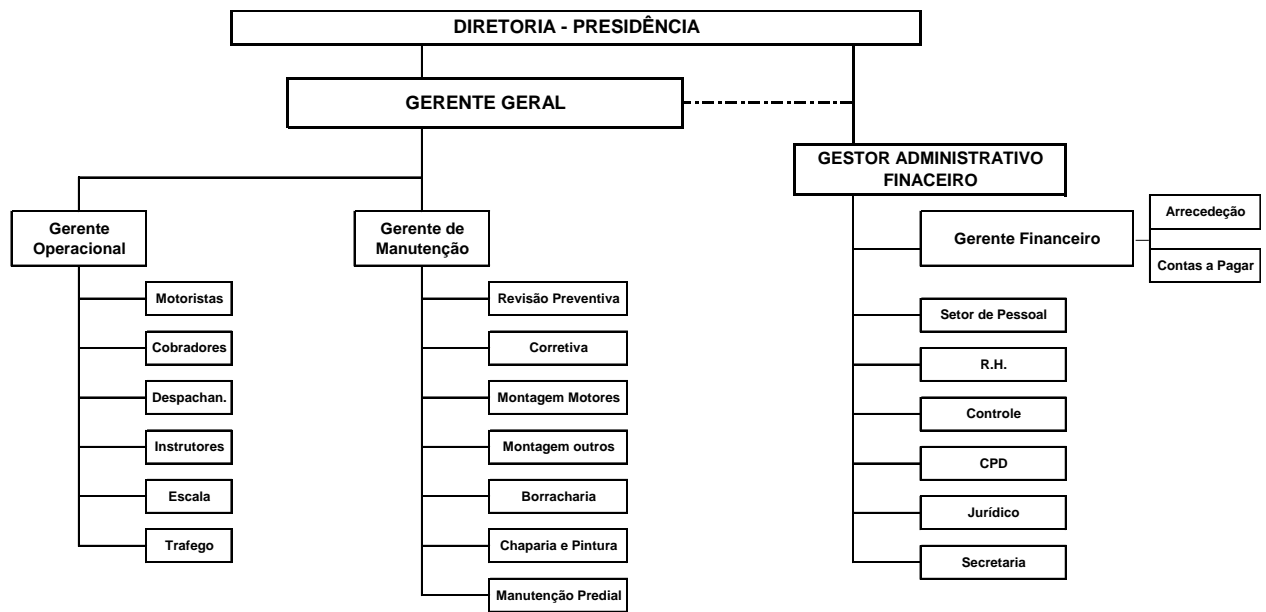 DIRETORIA - PRESIDÊNCIA
GERENTE GERAL
GESTOR ADMINISTRATIVO
FINACEIRO
Gerente
Operacional
Motoristas
Cobradores
Despachan.
Instrutores
Escala
Trafego
Gerente de
Manutenção
Revisão Preventiva
Corretiva
Montagem Motores
Montagem outros
Borracharia
Chaparia e Pintura
Manutenção Predial
Gerente Financeiro
Arrecedeção
Contas a Pagar
Setor de Pessoal
R.H.
Controle
CPD
Jurídico
Secretaria